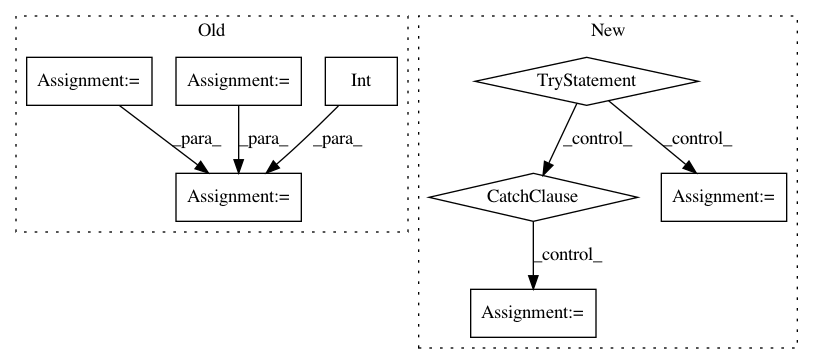 Old
New
Assignment:=
Assignment:=
Int
TryStatement
_para_
_para_
_para_
_control_
_control_
Assignment:=
CatchClause
Assignment:=
_control_
Assignment:=